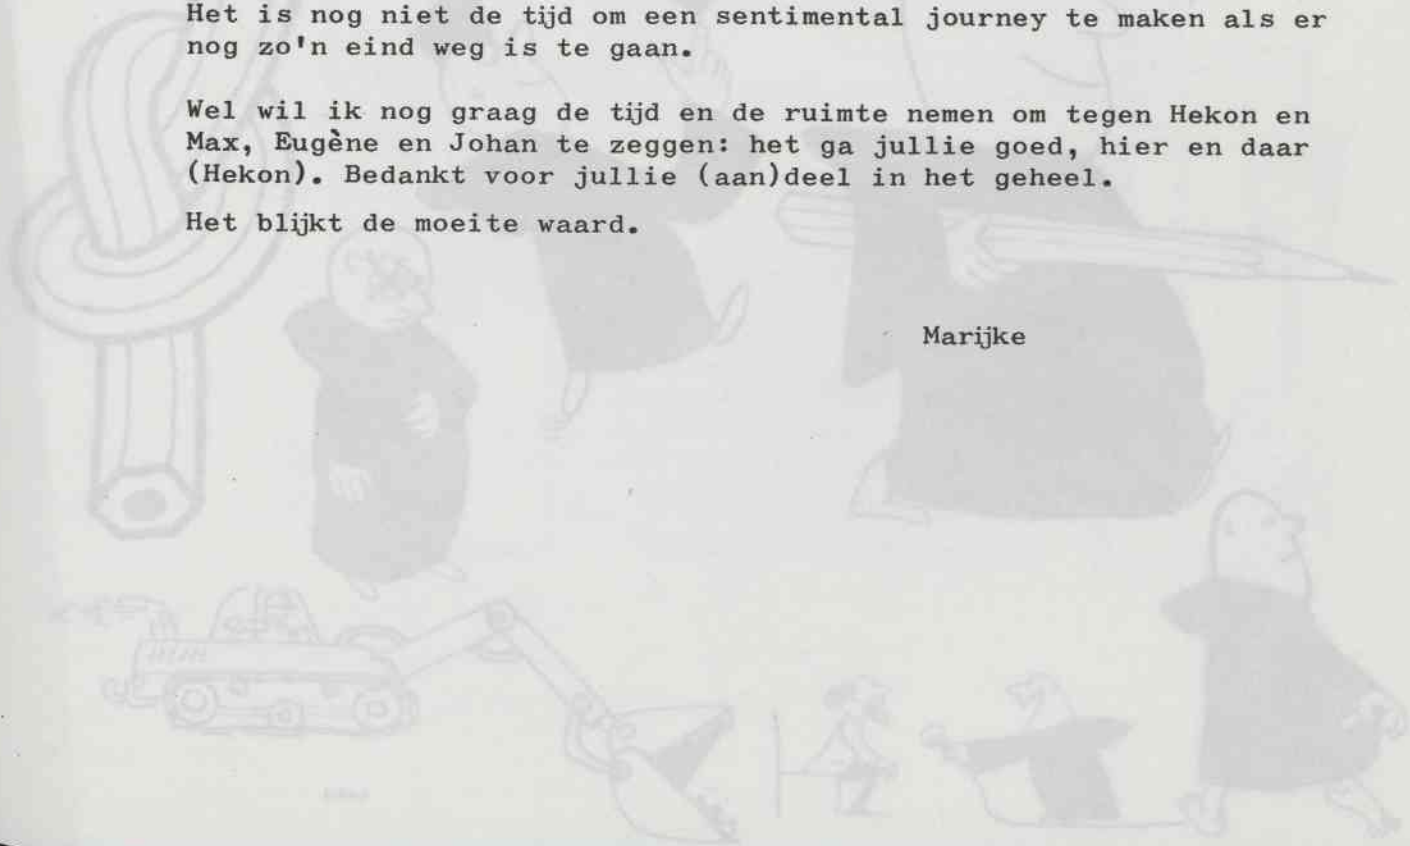 Het is nog niet de tijd om een sentimental journey te maken als er
nog zo'n eind weg is te gaan.
Wel wil ik nog graag de tijd en de ruimte nemen om tegen Hekon en
Max, Eugène en Johan te zeggen: het ga jullie goed, hier en daar
(Hekon). Bedankt voor jullie (aan)deel in het geheel.
Het blijkt de moeite waard.
Marijke